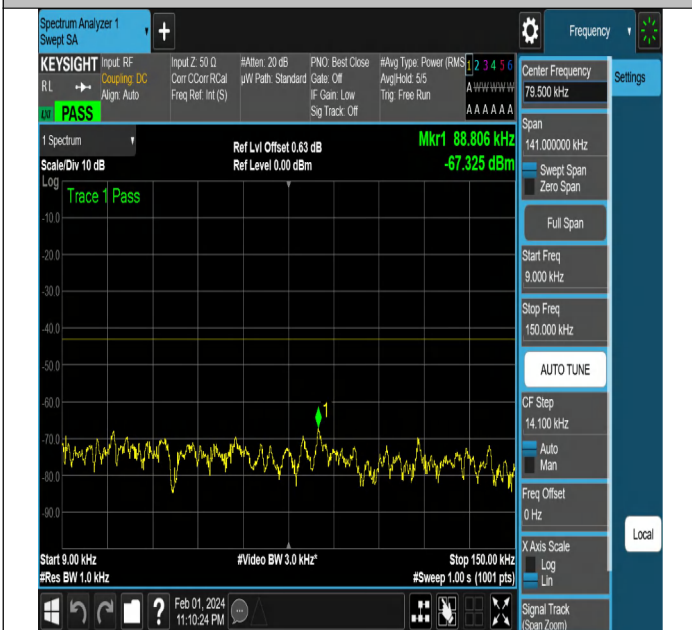 Spectrum Analyzer 1
Swept SA
+
Frequency
KEYSIGHT
RL
LXI
PASS
Input: RF
Coupling: DC
Align: Auto
Input Z: 50 Ω
Corr CCorr RCal
Freq Ref: Int (S)
#Atten: 20 dB
µW Path: Standard
PNO: Best Close
Gate: Off
IF Gain: Low
Sig Track: Off
#Avg Type: Power (RMS
Avg|Hold: 5/5
Trig: Free Run
1 2 3 4 5 6
A W W W W W
A A A A A A
1 Spectrum
Scale/Div 10 dB
Log
Ref Lvl Offset 0.63 dB
Ref Level 0.00 dBm
Mkr1 88.806 kHz
-67.325 dBm
Trace 1 Pass
-10.0
-20.0
-30.0
-40.0
-50.0
-60.0
-70.0
-80.0
-90.0
1
Start 9.00 kHz
#Res BW 1.0 kHz
#Video BW 3.0 kHz*
Stop 150.00 kHz
#Sweep 1.00 s (1001 pts)
?
Feb 01, 2024
11:10:24 PM
Center Frequency
79.500 kHz
Settings
Span
141.000000 kHz
Swept Span
Zero Span
Full Span
Start Freq
9.000 kHz
Stop Freq
150.000 kHz
AUTO TUNE
CF Step
14.100 kHz
Auto
Man
Freq Offset
0 Hz
X Axis Scale
Log
Lin
Local
Signal Track
(Span Zoom)